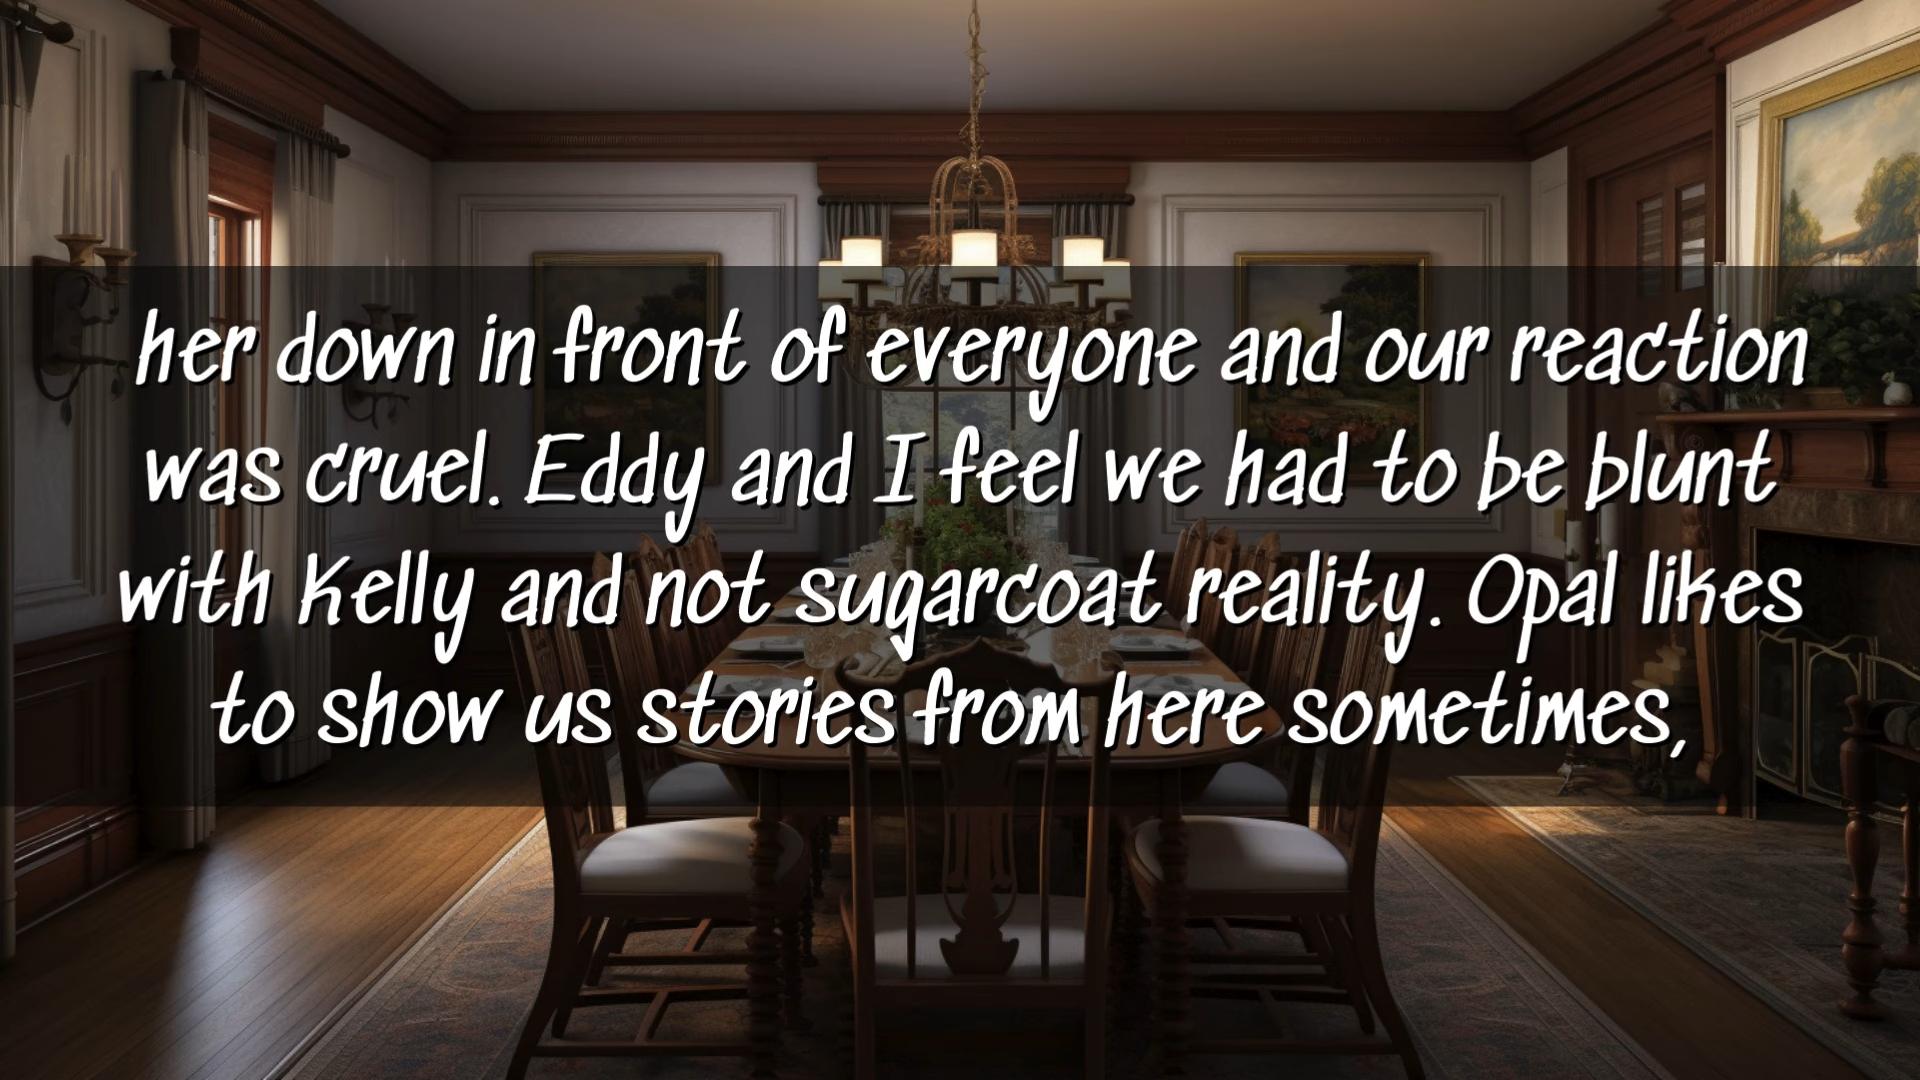 her down in front of everyone and our reaction
was cruel. Eddy and I feel we had to be blunt
with Kelly and not sugarcoat reality. Opal likes
to show us stories from here sometimes,